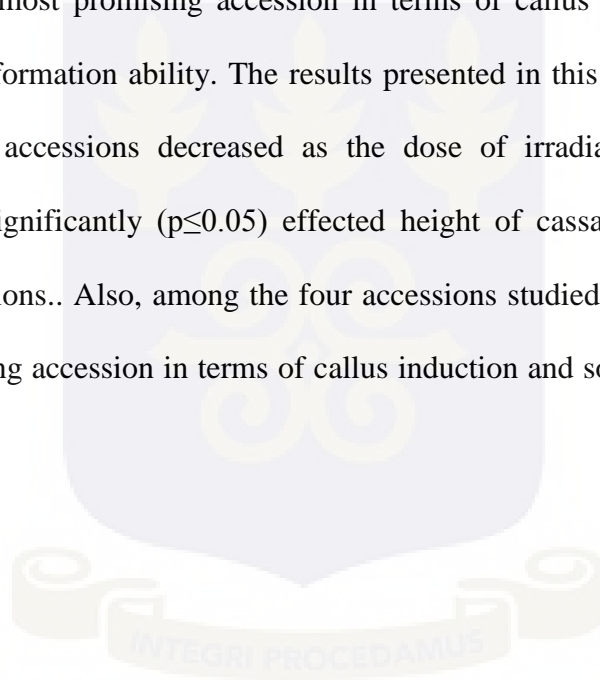 most promising accession in terms of callus
formation ability. The results presented in this
accessions decreased as the dose of irradia
ignificantly (p≤0.05) effected height of cassa
ions.. Also, among the four accessions studied
ng accession in terms of callus induction and so
INTEGRI PROCEDAMUS